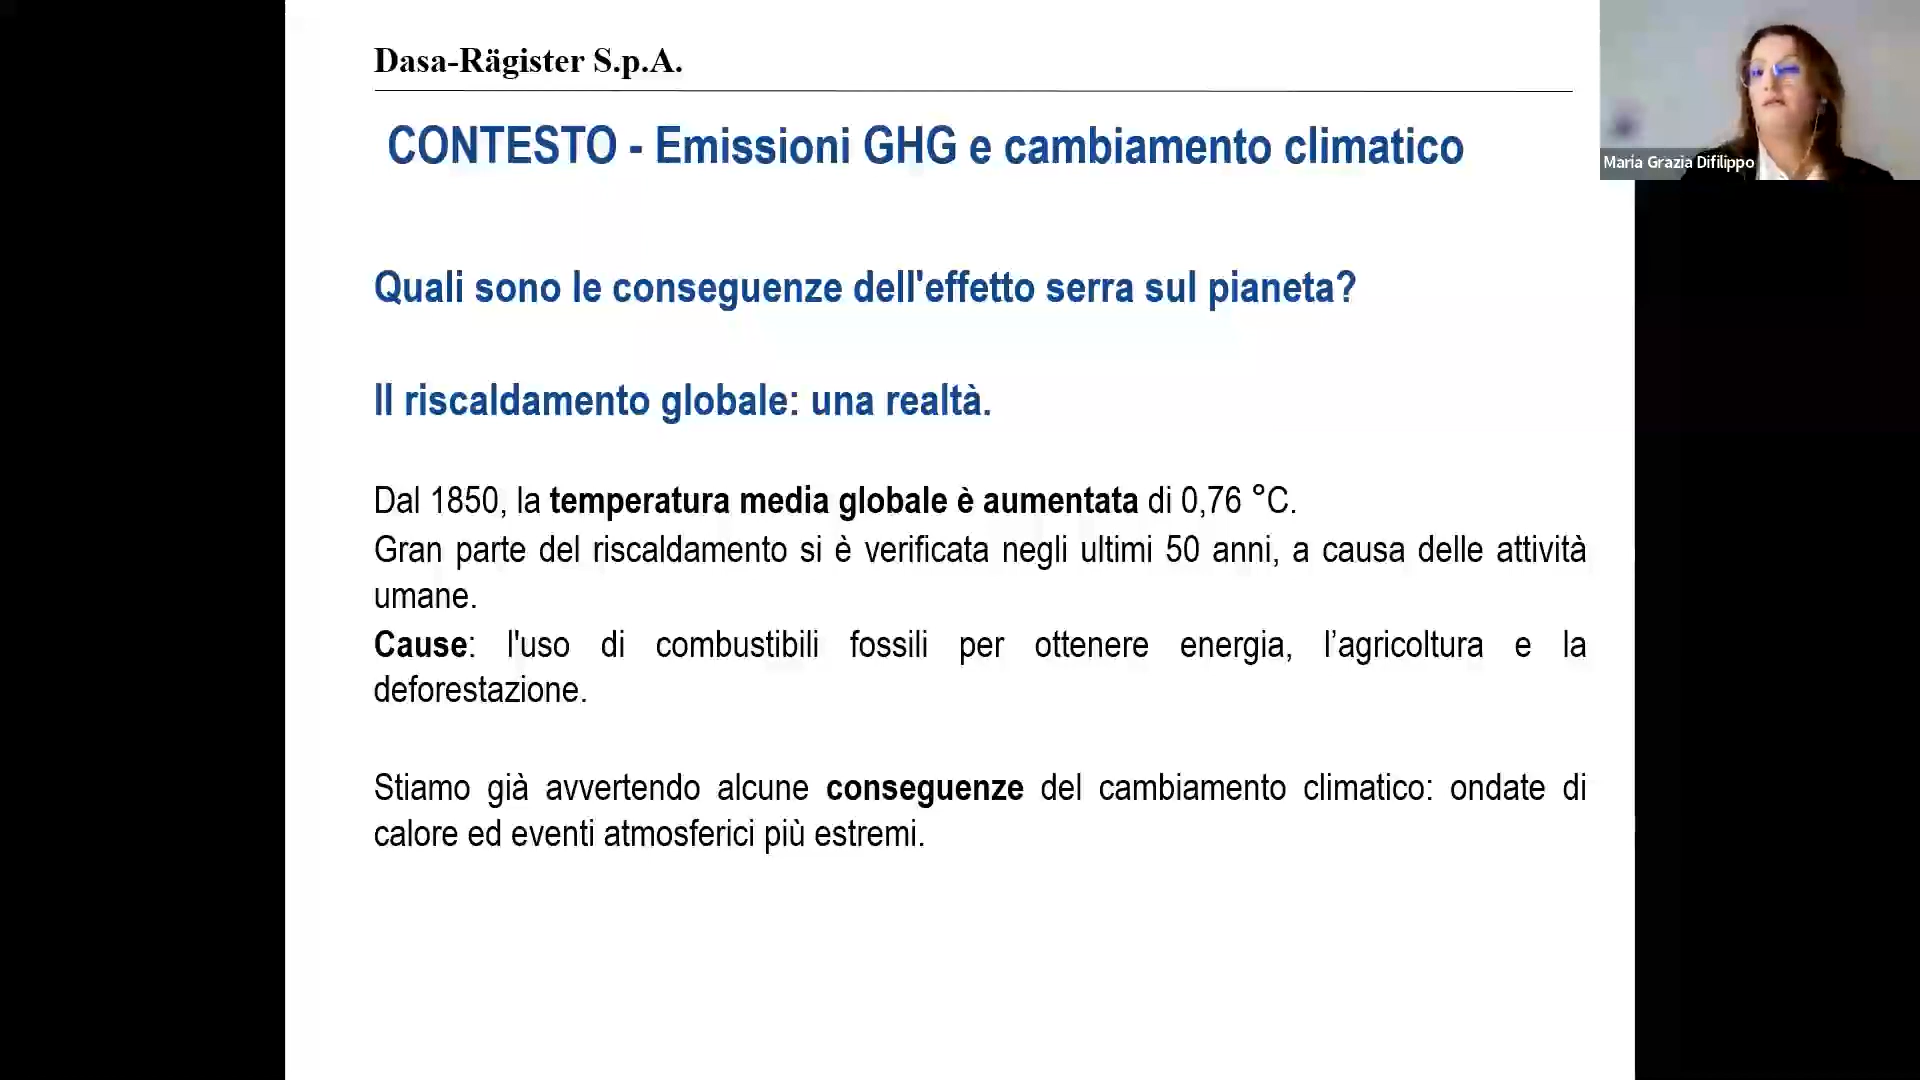 Dasa-Rägister S.p.A.
CONTESTO - Emissioni GHG e cambiamento climatico
Maria Grazia Difilippo
Quali sono le conseguenze dell'effetto serra sul pianeta?
Il riscaldamento globale: una realtà.
Dal 1850, la temperatura media globale è aumentata di 0,76 °C.
Gran parte del riscaldamento si è verificata negli ultimi 50 anni, a causa delle attività
umane.
Cause: l'uso di combustibili fossili per ottenere energia, l’agricoltura e la
deforestazione.
Stiamo già avvertendo alcune conseguenze del cambiamento climatico: ondate di
calore ed eventi atmosferici più estremi.